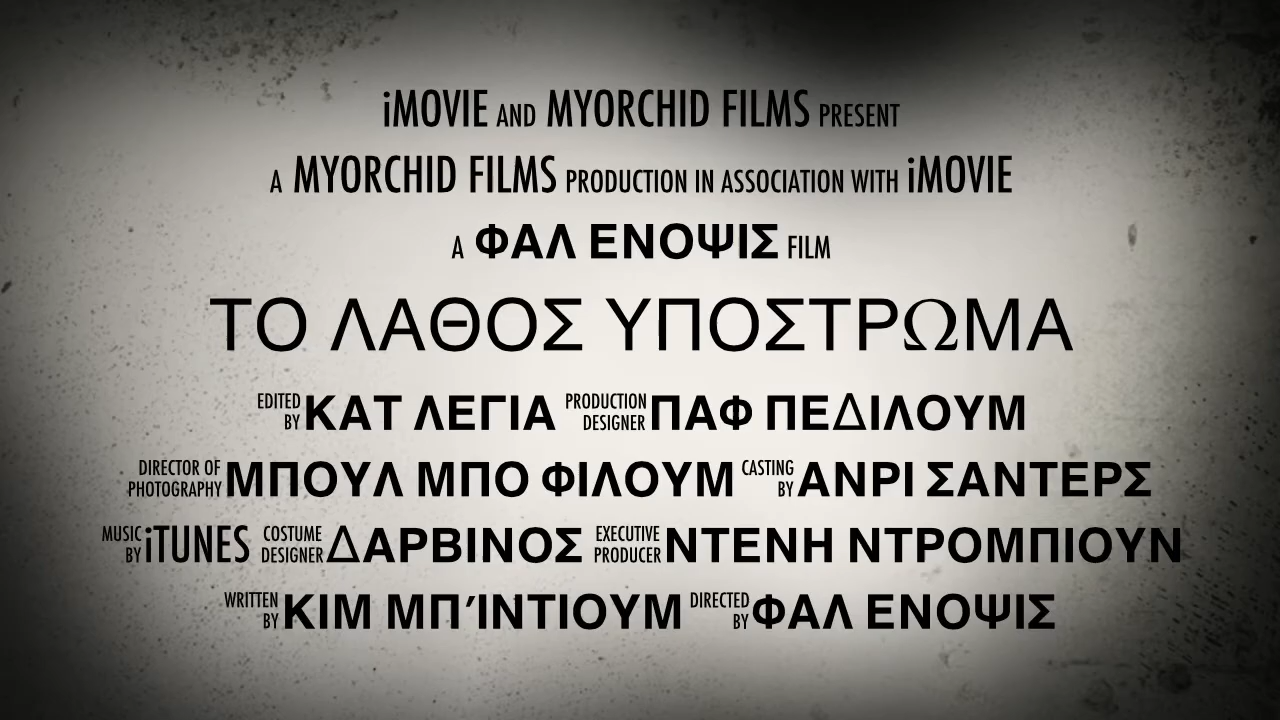 iMOVIE AND MYORCHID FILMS PRESENT
A MYORCHID FILMS PRODUCTION IN ASSOCIATION WITH iMOVIE
A ΦΑΛ ΕΝΟΨΙΣ FILM
ΤΟ ΛΑΘΟΣ ΥΠΟΣΤΡΩΜΑ
EDITED BY ΚΑΤ ΛΕΓΙΑ PRODUCTION DESIGNER ΠΑΦ ΠΕΔΙΛΟΥΜ
DIRECTOR OF PHOTOGRAPHY ΜΠΟΥΛ ΜΠΟ ΦΙΛΟΥΜ CASTING BY ΑΝΡΙ ΣΑΝΤΕΡΣ
MUSIC BY iTUNES COSTUME DESIGNER ΔΑΡΒΙΝΟΣ EXECUTIVE PRODUCER ΝΤΕΝΗ ΝΤΡΟΜΠΙΟΥΝ
WRITTEN BY ΚΙΜ ΜΠ'ΙΝΤΙΟΥΜ DIRECTED BY ΦΑΛ ΕΝΟΨΙΣ